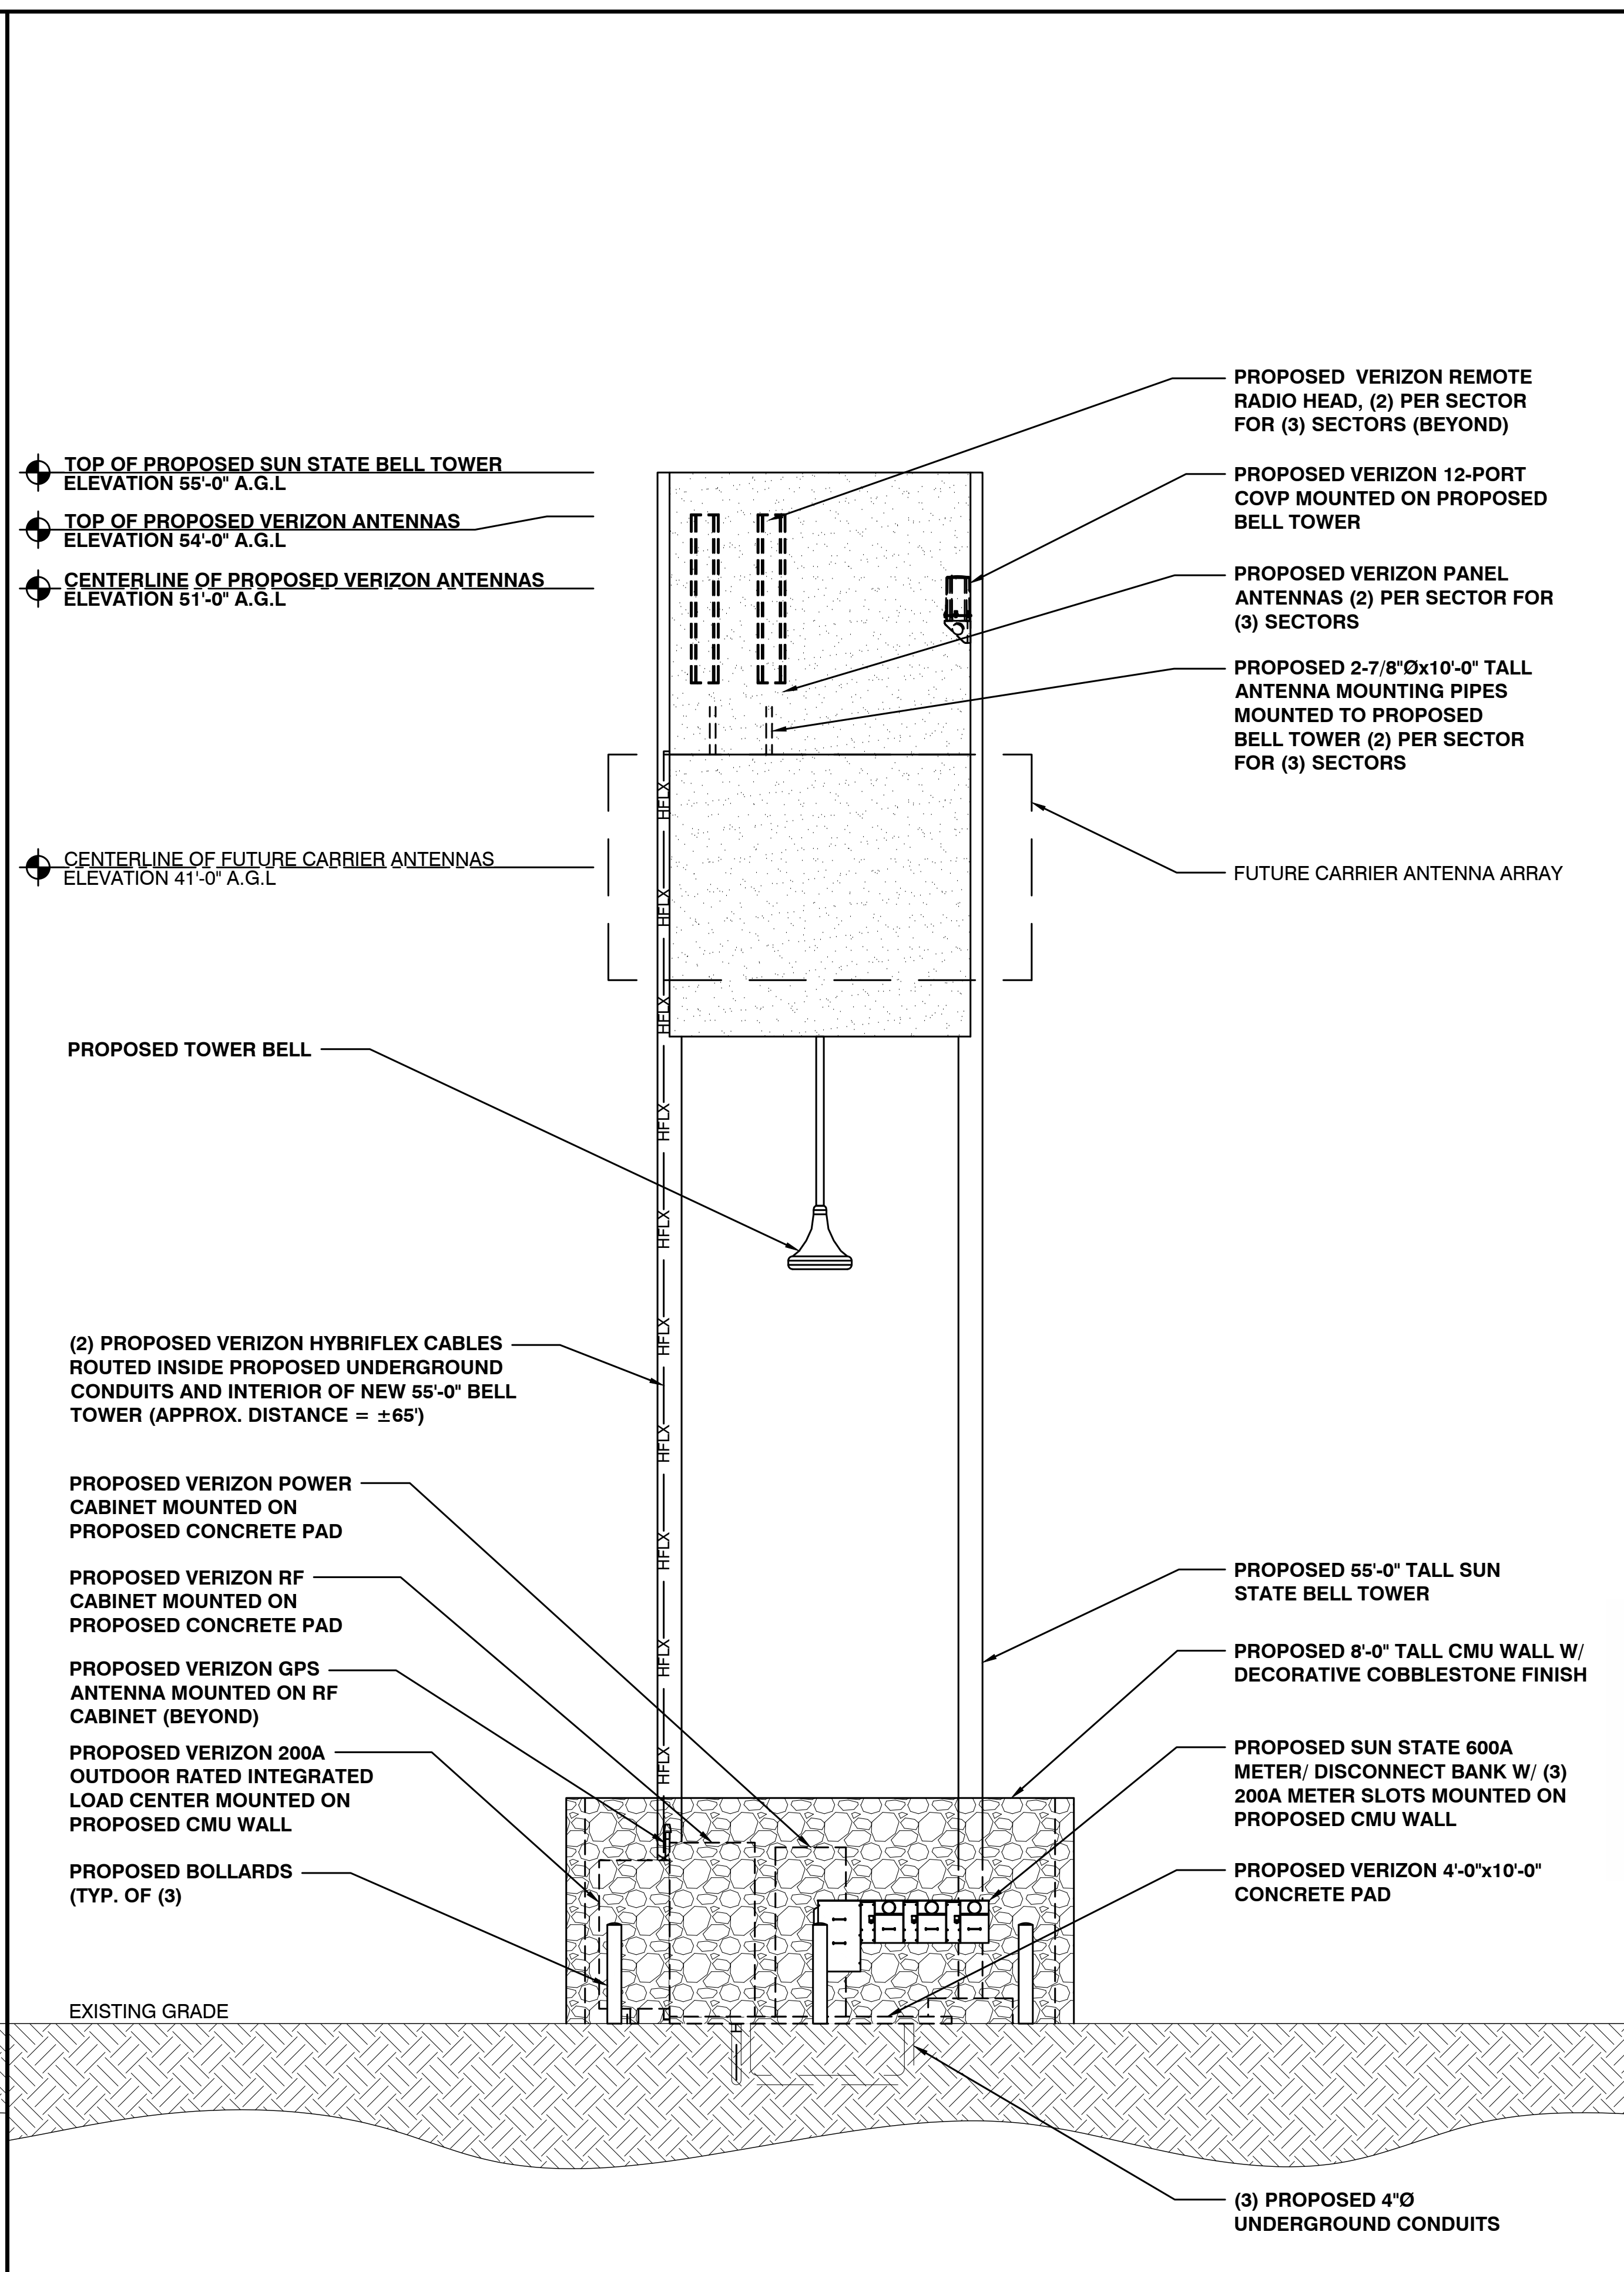 PROPOSED VERIZON REMOTE
RADIO HEAD, (2) PER SECTOR
FOR (3) SECTORS (BEYOND)
TOP OF PROPOSED SUN STATE BELL TOWER
ELEVATION 55'-0" A.G.L
TOP OF PROPOSED VERIZON ANTENNAS
ELEVATION 54'-0" A.G.L
CENTERLINE OF PROPOSED VERIZON ANTENNAS
ELEVATION 51'-0" A.G.L
PROPOSED VERIZON 12-PORT
COVP MOUNTED ON PROPOSED
BELL TOWER
PROPOSED VERIZON PANEL
ANTENNAS (2) PER SECTOR FOR
(3) SECTORS
PROPOSED 2-7/8"Øx10'-0" TALL
ANTENNA MOUNTING PIPES
MOUNTED TO PROPOSED
BELL TOWER (2) PER SECTOR
FOR (3) SECTORS
CENTERLINE OF FUTURE CARRIER ANTENNAS
ELEVATION 41'-0" A.G.L
FUTURE CARRIER ANTENNA ARRAY
HFLX
HFLX
HFLX
HFLX
HFLX
HFLX
HFLX
HFLX
HFLX
HFLX
PROPOSED TOWER BELL
(2) PROPOSED VERIZON HYBRIFLEX CABLES
ROUTED INSIDE PROPOSED UNDERGROUND
CONDUITS AND INTERIOR OF NEW 55'-0" BELL
TOWER (APPROX. DISTANCE = ±65')
PROPOSED VERIZON POWER
CABINET MOUNTED ON
PROPOSED CONCRETE PAD
PROPOSED VERIZON RF
CABINET MOUNTED ON
PROPOSED CONCRETE PAD
PROPOSED VERIZON GPS
ANTENNA MOUNTED ON RF
CABINET (BEYOND)
PROPOSED VERIZON 200A
OUTDOOR RATED INTEGRATED
LOAD CENTER MOUNTED ON
PROPOSED CMU WALL
PROPOSED BOLLARDS
(TYP. OF (3)
EXISTING GRADE
PROPOSED 55'-0" TALL SUN
STATE BELL TOWER
PROPOSED 8'-0" TALL CMU WALL W/
DECORATIVE COBBLESTONE FINISH
PROPOSED SUN STATE 600A
METER/ DISCONNECT BANK W/ (3)
200A METER SLOTS MOUNTED ON
PROPOSED CMU WALL
PROPOSED VERIZON 4'-0"x10'-0"
CONCRETE PAD
(3) PROPOSED 4"Ø
UNDERGROUND CONDUITS